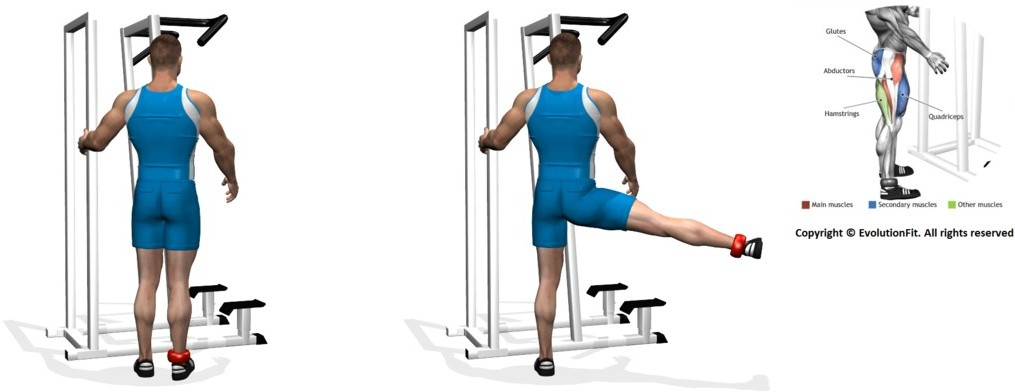 Glutes
Abductors
Hamstrings
Quadriceps
Main muscles Secondary muscles Other muscles
Copyright © EvolutionFit. All rights reserved